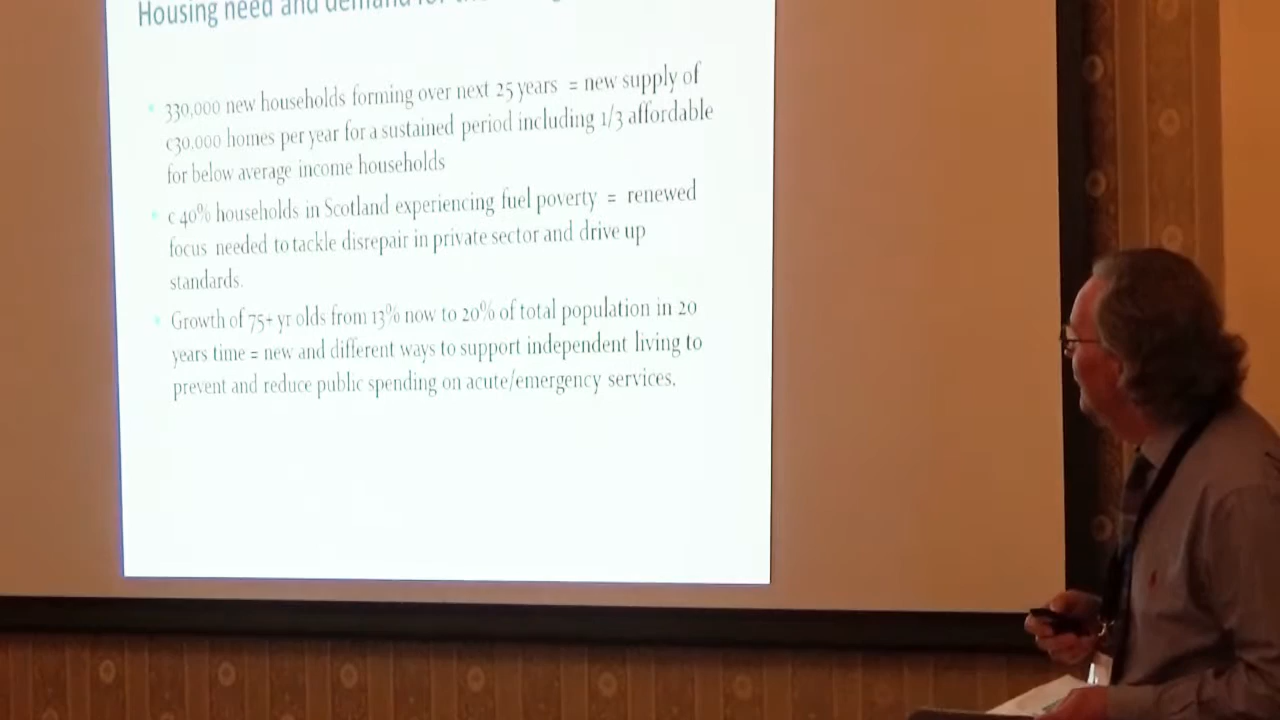 Housing need and demand for
• 330,000 new households forming over next 25 years = new supply of
c30,000 homes per year for a sustained period including 1/3 affordable
for below average income households
• c 40% households in Scotland experiencing fuel poverty = renewed
focus needed to tackle disrepair in private sector and drive up
standards.
• Growth of 75+ yr olds from 13% now to 20% of total population in 20
years time = new and different ways to support independent living to
prevent and reduce public spending on acute/emergency services.